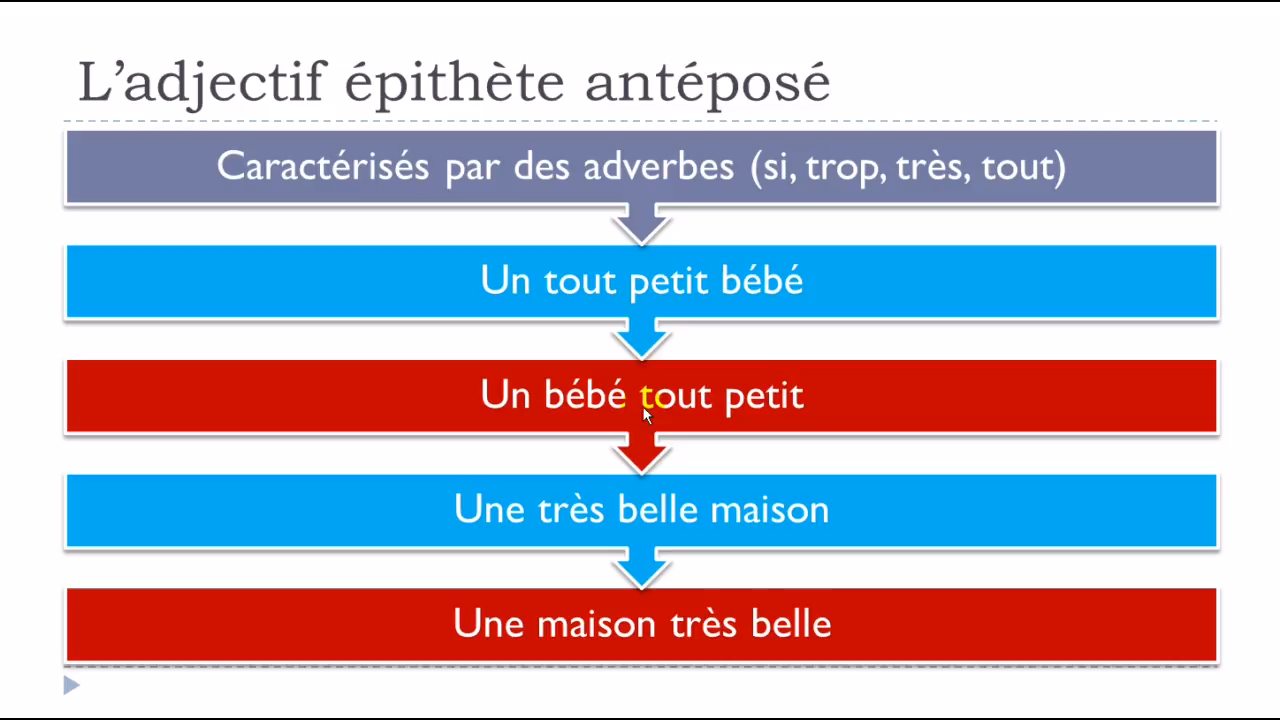 L’adjectif épithète antéposé
Caractérisés par des adverbes (si, trop, très, tout)
Un tout petit bébé
Un bébé tout petit
Une très belle maison
Une maison très belle